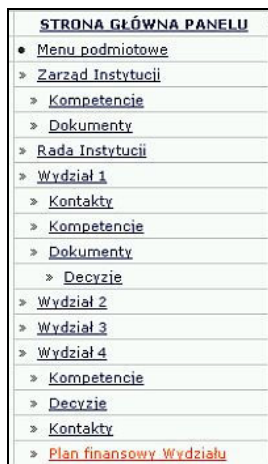 STRONA GŁÓWNA PANELU
Menu podmiotowe
Zarząd Instytucji
Kompetencje
Dokumenty
Rada Instytucji
Wydział 1
Kontakty
Kompetencje
Dokumenty
Decyzje
Wydział 2
Wydział 3
Wydział 4
Kompetencje
Decyzje
Kontakty
Plan finansowy Wydziału